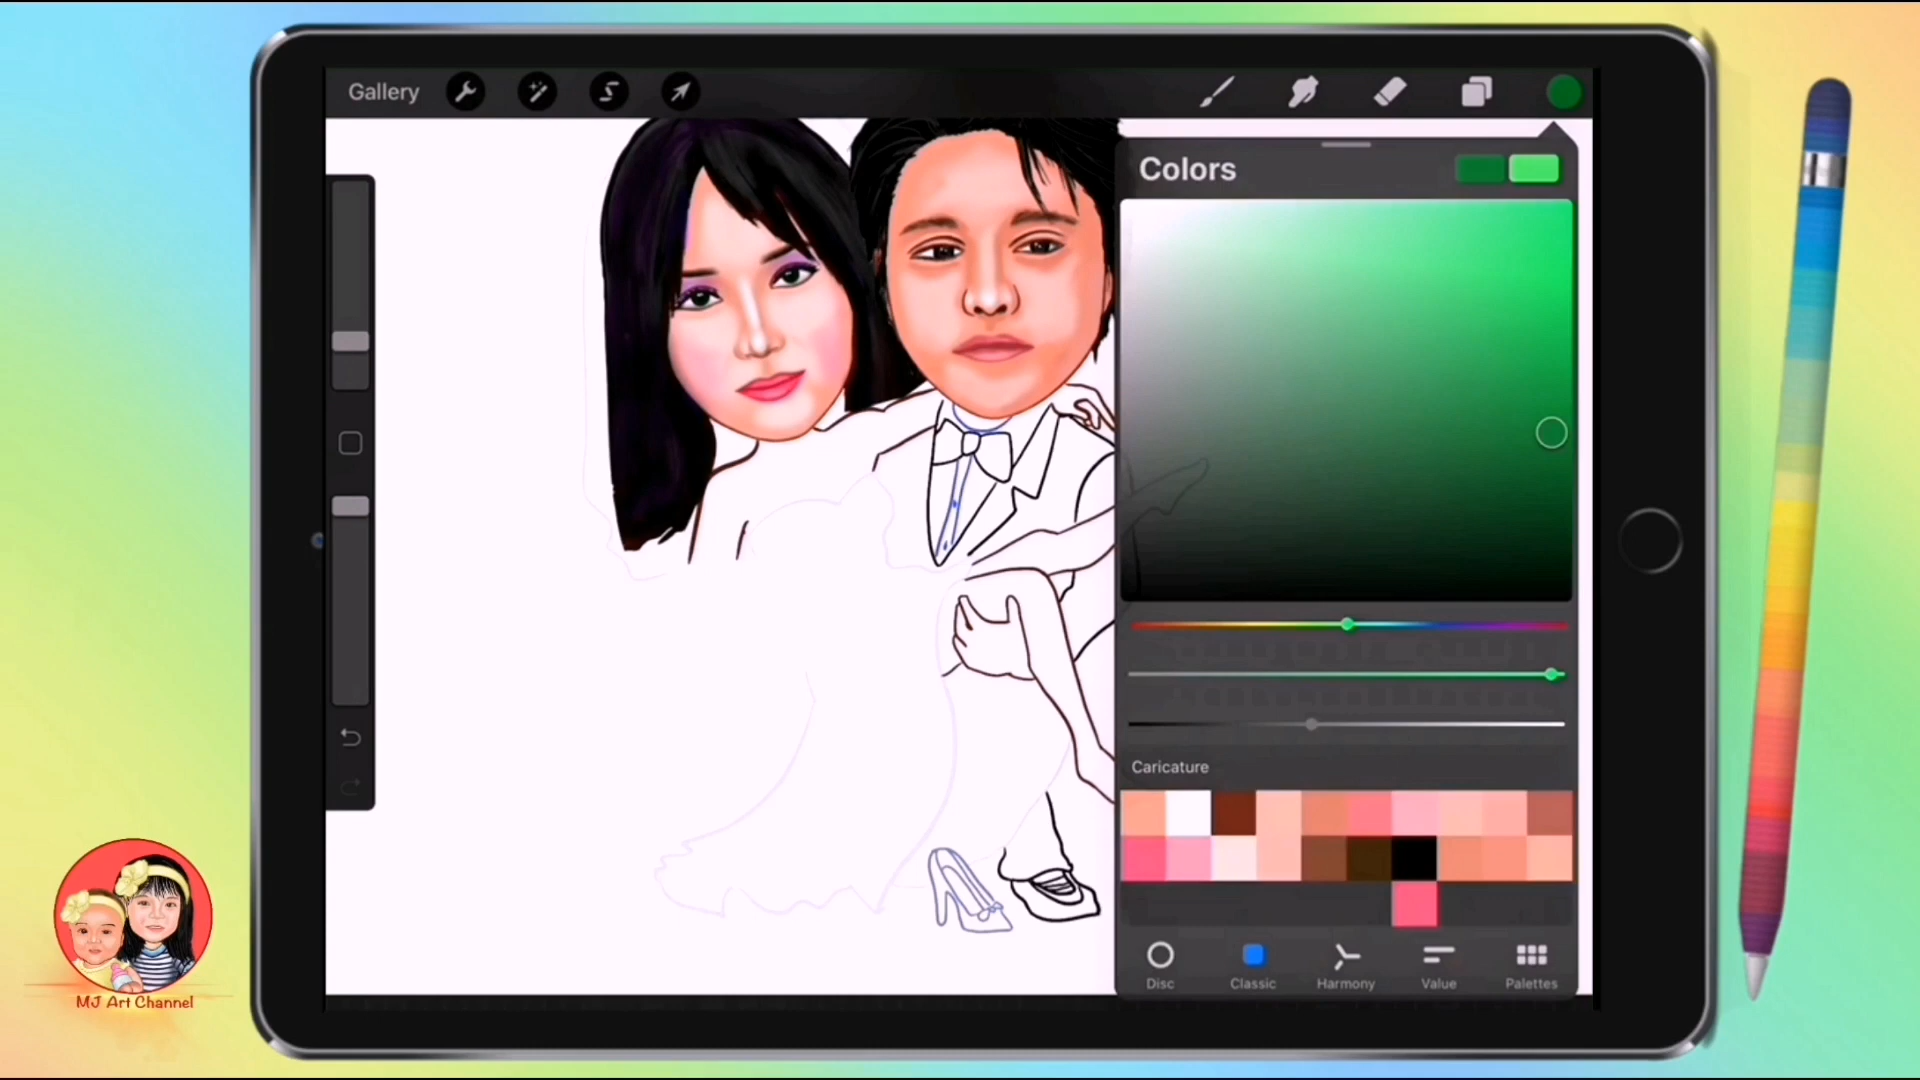 Gallery
Colors
Caricature
Disc
Classic
Harmony
Value
Palettes
MJ Art Channel